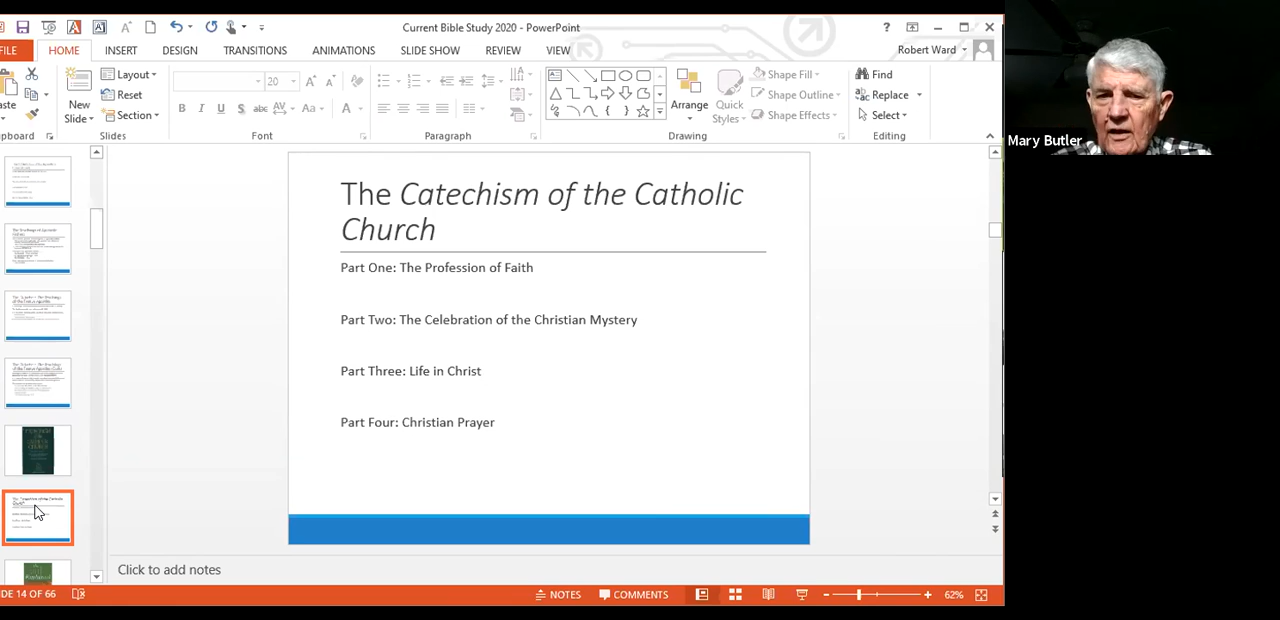 Current Bible Study 2020 - PowerPoint
FILE HOME INSERT DESIGN TRANSITIONS ANIMATIONS SLIDE SHOW REVIEW VIEW Robert Ward
Layout
Reset
Section
New
Slide
20
B I U S abc AV Aa A
Arrange
Quick
Styles
Shape Fill
Shape Outline
Shape Effects
Find
Replace
Select
Slides Font Paragraph Drawing Editing
Mary Butler
The Catechism of the Catholic
Church
Part One: The Profession of Faith
Part Two: The Celebration of the Christian Mystery
Part Three: Life in Christ
Part Four: Christian Prayer
Click to add notes
DE 14 OF 66 NOTES COMMENTS 62%